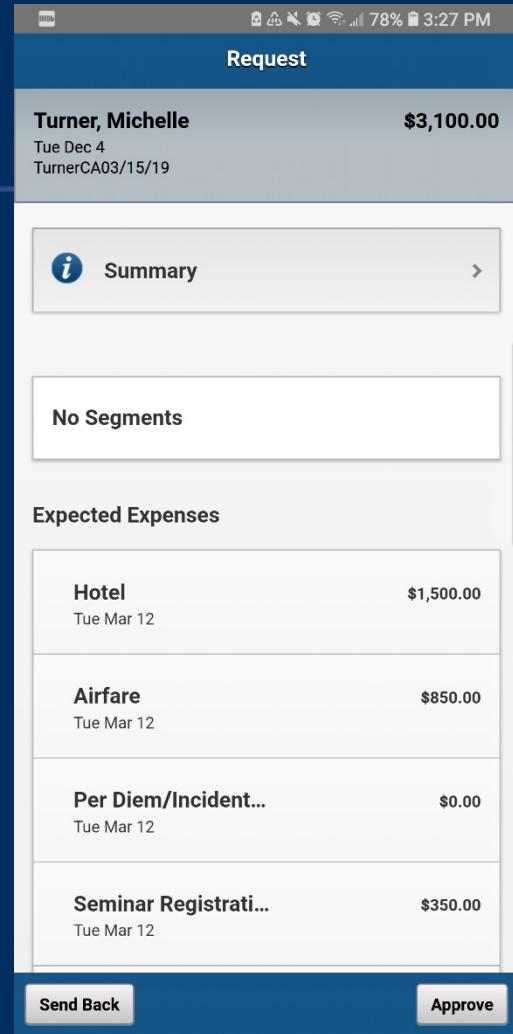 78% 3:27 PM
Request
Turner, Michelle $3,100.00
Tue Dec 4
TurnerCA03/15/19
Summary
No Segments
Expected Expenses
Hotel $1,500.00
Tue Mar 12
Airfare $850.00
Tue Mar 12
Per Diem/Incident... $0.00
Tue Mar 12
Seminar Registrati... $350.00
Tue Mar 12
Send Back Approve